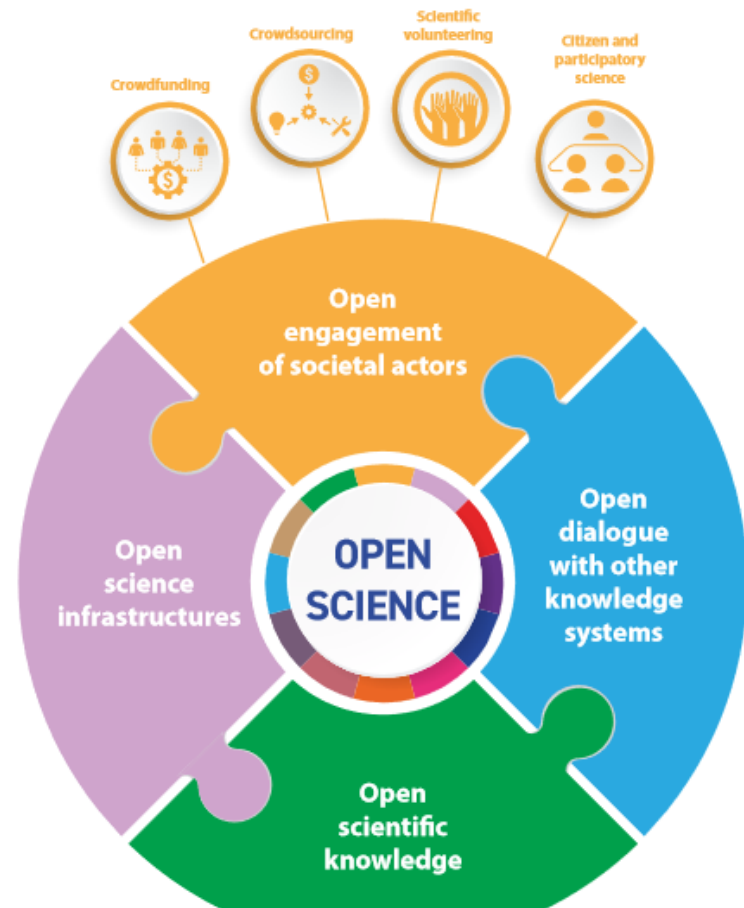 Crowdfunding
Crowdsourcing
Scientific
volunteering
Citizen and
participatory
science
Open
engagement
of societal actors
Open
science
infrastructures
OPEN
SCIENCE
Open
dialogue
with other
knowledge
systems
Open
scientific
knowledge